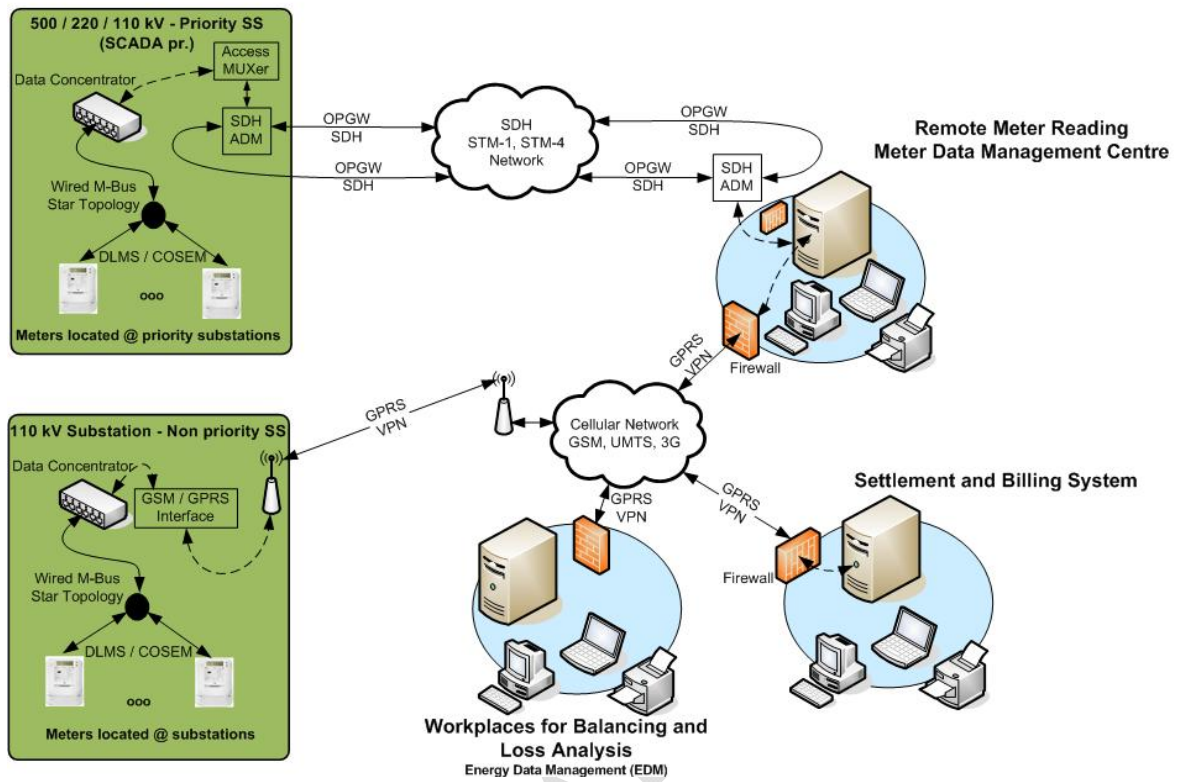 500 / 220 / 110 kV - Priority SS
(SCADA pr.)
Access
MUXer
Data Concentrator
SDH
ADM
Wired M-Bus
Star Topology
DLMS / COSEM
ooo
Meters located @ priority substations
OPGW
SDH
OPGW
SDH
SDH
STM-1, STM-4
Network
OPGW
SDH
OPGW
SDH
SDH
ADM
Remote Meter Reading
Meter Data Management Centre
Firewall
GPRS
VPN
Cellular Network
GSM, UMTS, 3G
GPRS
VPN
110 kV Substation - Non priority SS
Data Concentrator
GSM / GPRS
Interface
Wired M-Bus
Star Topology
DLMS / COSEM
ooo
Meters located @ substations
GPRS
VPN
GPRS
VPN
Settlement and Billing System
Firewall
Workplaces for Balancing and
Loss Analysis
Energy Data Management (EDM)